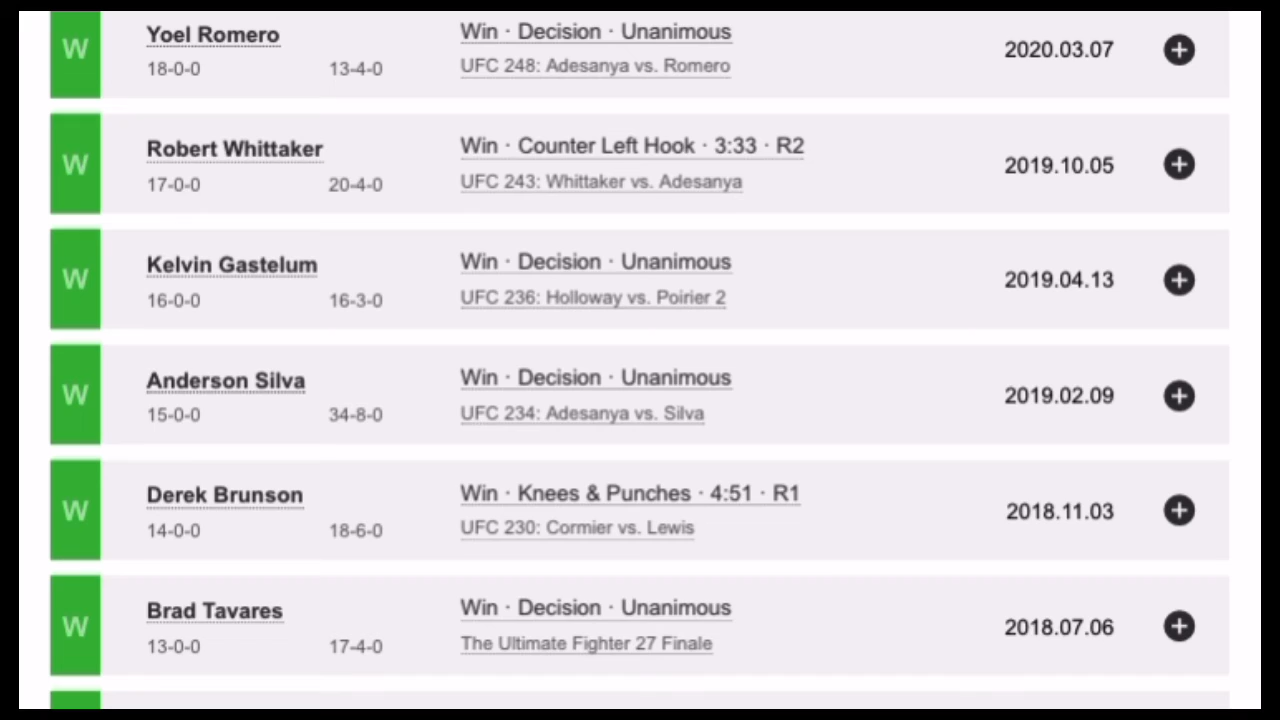 W
Yoel Romero
Win · Decision · Unanimous
18-0-0 13-4-0
UFC 248: Adesanya vs. Romero
2020.03.07
W
Robert Whittaker
Win · Counter Left Hook · 3:33 · R2
17-0-0 20-4-0
UFC 243: Whittaker vs. Adesanya
2019.10.05
W
Kelvin Gastelum
Win · Decision · Unanimous
16-0-0 16-3-0
UFC 236: Holloway vs. Poirier 2
2019.04.13
W
Anderson Silva
Win · Decision · Unanimous
15-0-0 34-8-0
UFC 234: Adesanya vs. Silva
2019.02.09
W
Derek Brunson
Win · Knees & Punches · 4:51 · R1
14-0-0 18-6-0
UFC 230: Cormier vs. Lewis
2018.11.03
W
Brad Tavares
Win · Decision · Unanimous
13-0-0 17-4-0
The Ultimate Fighter 27 Finale
2018.07.06